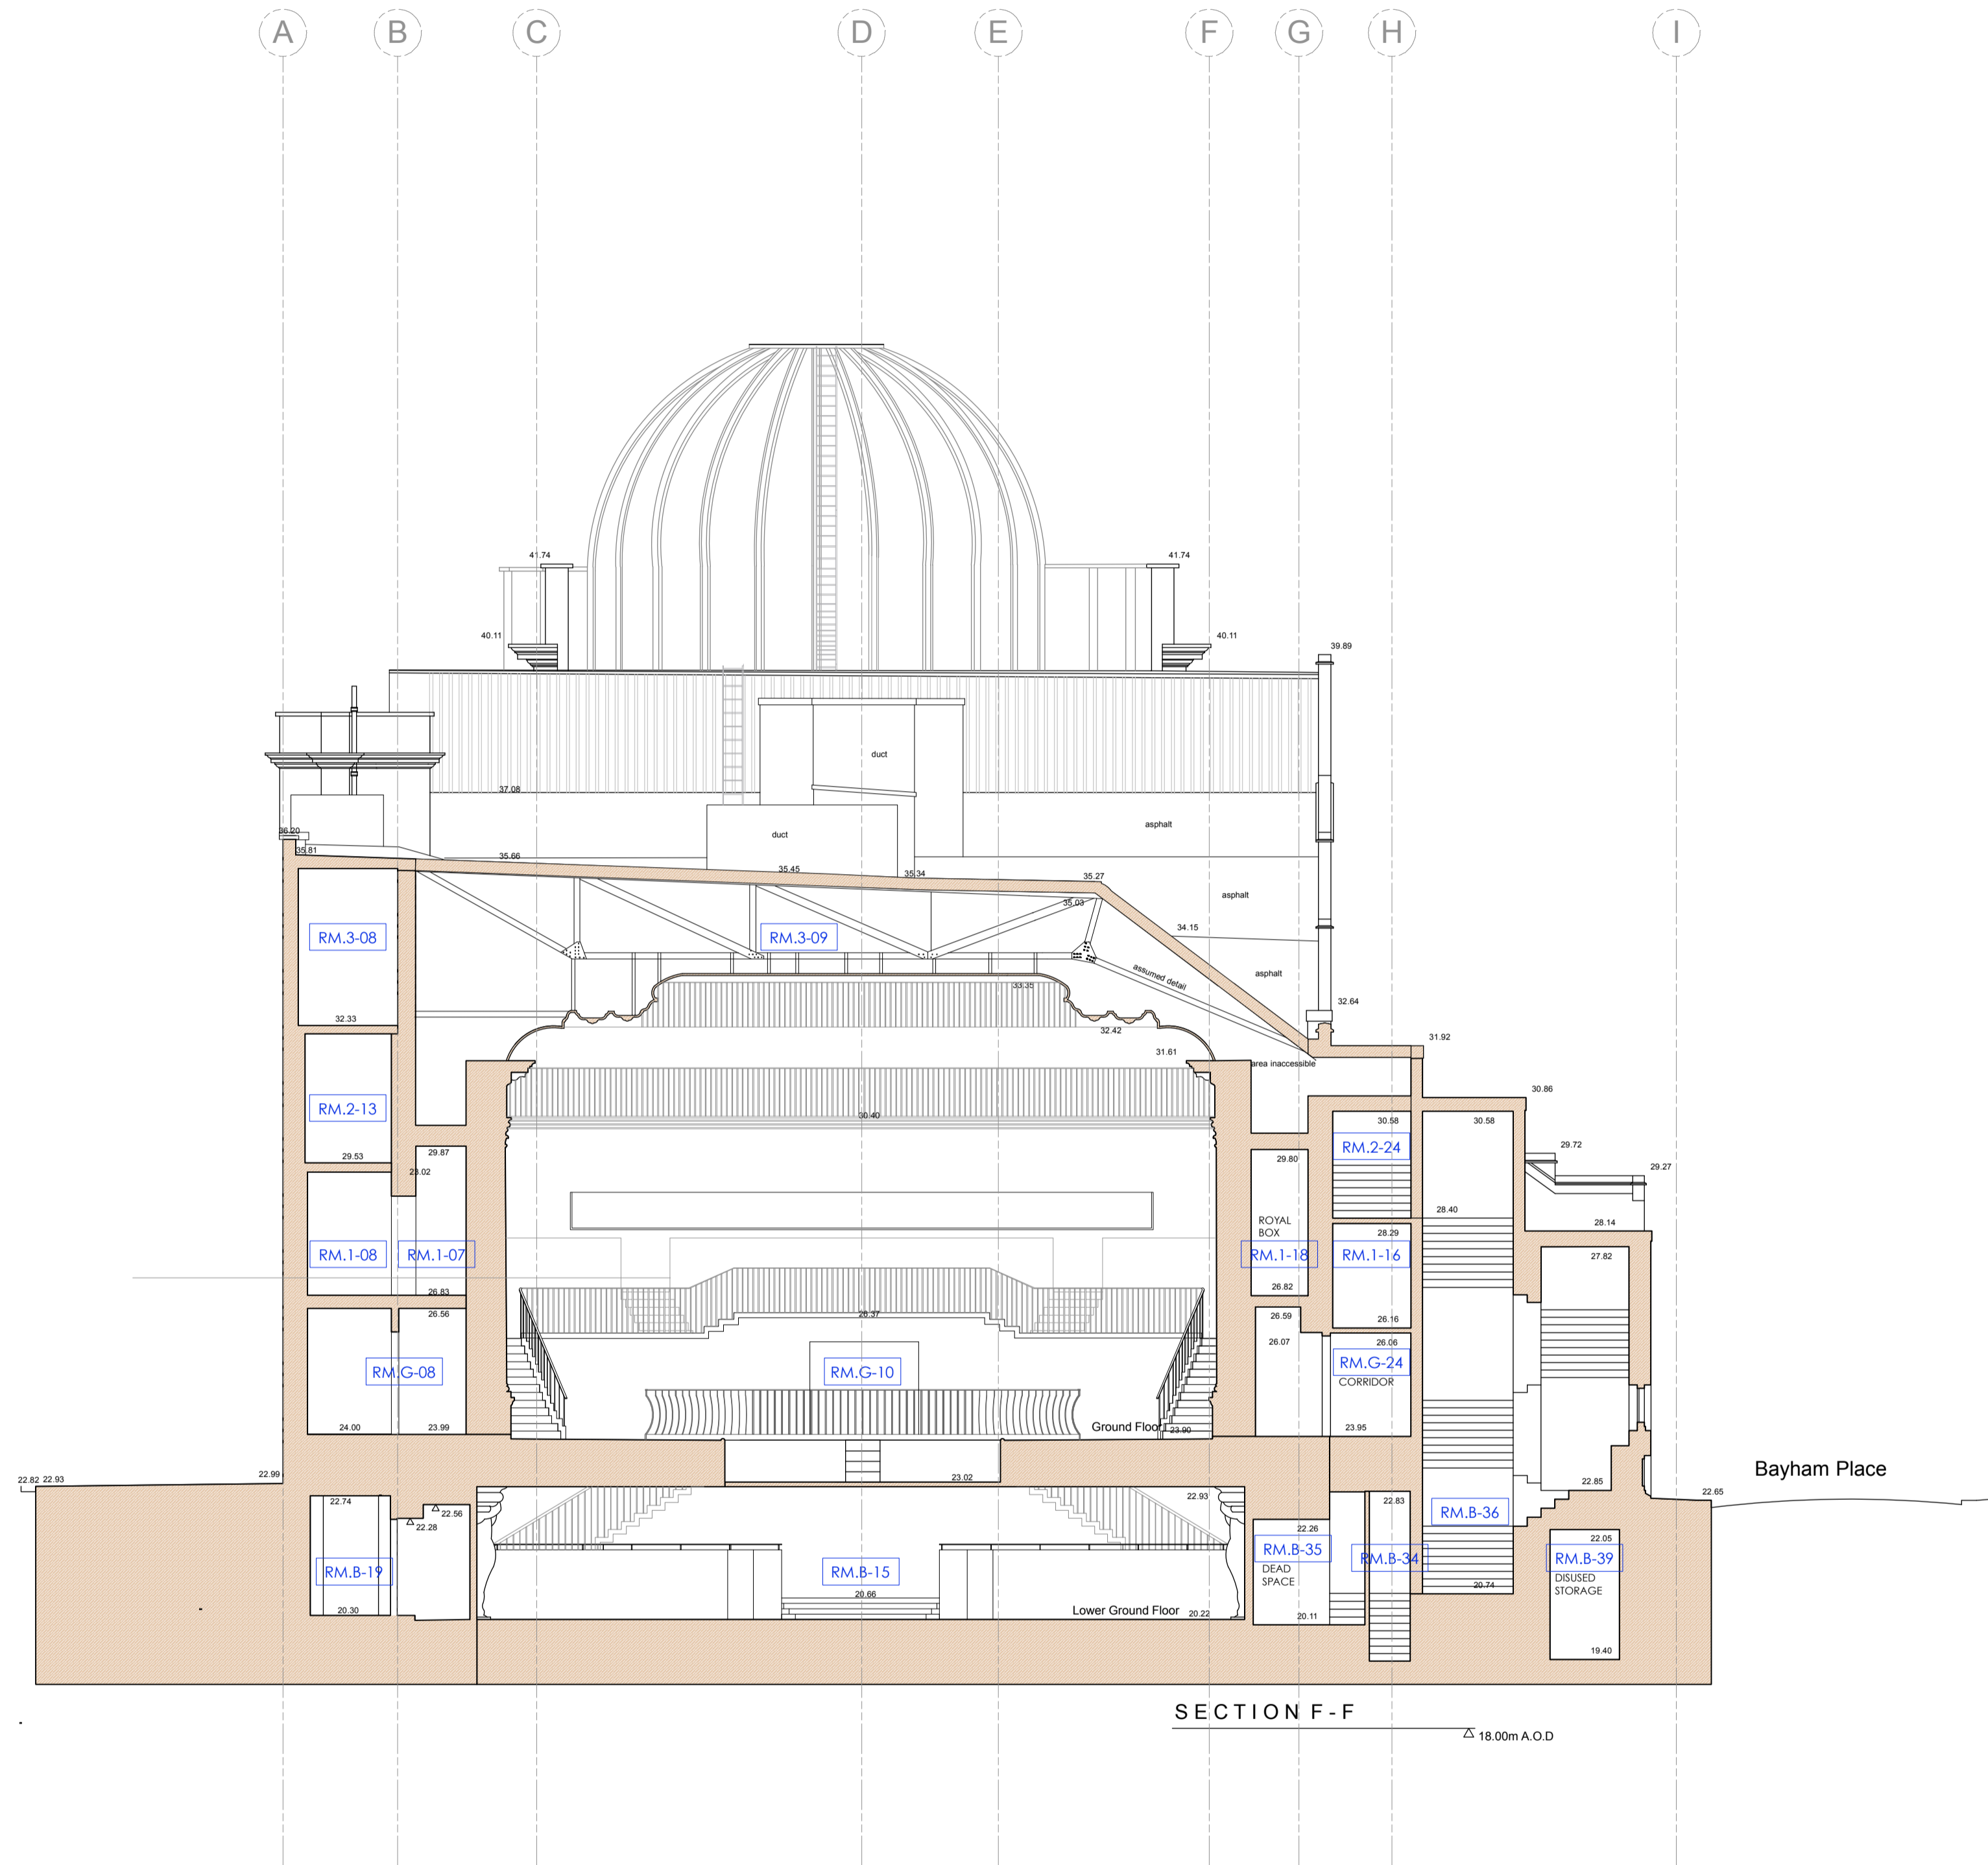 A B C D E F G H I
41.74 41.74
40.11 40.11
39.89
duct
37.08
duct
asphalt
36.20
35.81
35.66
35.45
35.34
35.27
asphalt
35.03
34.15
RM.3-08
RM.3-09
assumed detail
asphalt
33.35
32.64
32.33
32.42
31.92
31.61
area inaccessible
30.86
RM.2-13
30.40
30.58
30.58
RM.2-24
29.72
29.27
29.53
29.87
23.02
29.80
28.40
ROYAL
BOX
28.29
28.14
RM.1-08
RM.1-07
RM.1-18
RM.1-16
27.82
26.83
26.82
26.56
26.37
26.59
26.16
26.07
26.06
RM.G-08
RM.G-10
RM.G-24
CORRIDOR
24.00
23.99
Ground Floor
23.90
23.95
22.82 22.93
22.99
23.02
22.85
Bayham Place
22.65
22.74
22.56
22.28
22.93
22.83
RM.B-36
22.26
22.05
RM.B-19
RM.B-15
RM.B-35
RM.B-34
RM.B-39
DEAD
SPACE
DISUSED
STORAGE
20.66
20.74
20.30
Lower Ground Floor 20.22
20.11
19.40
SECTION F-F
18.00m A.O.D